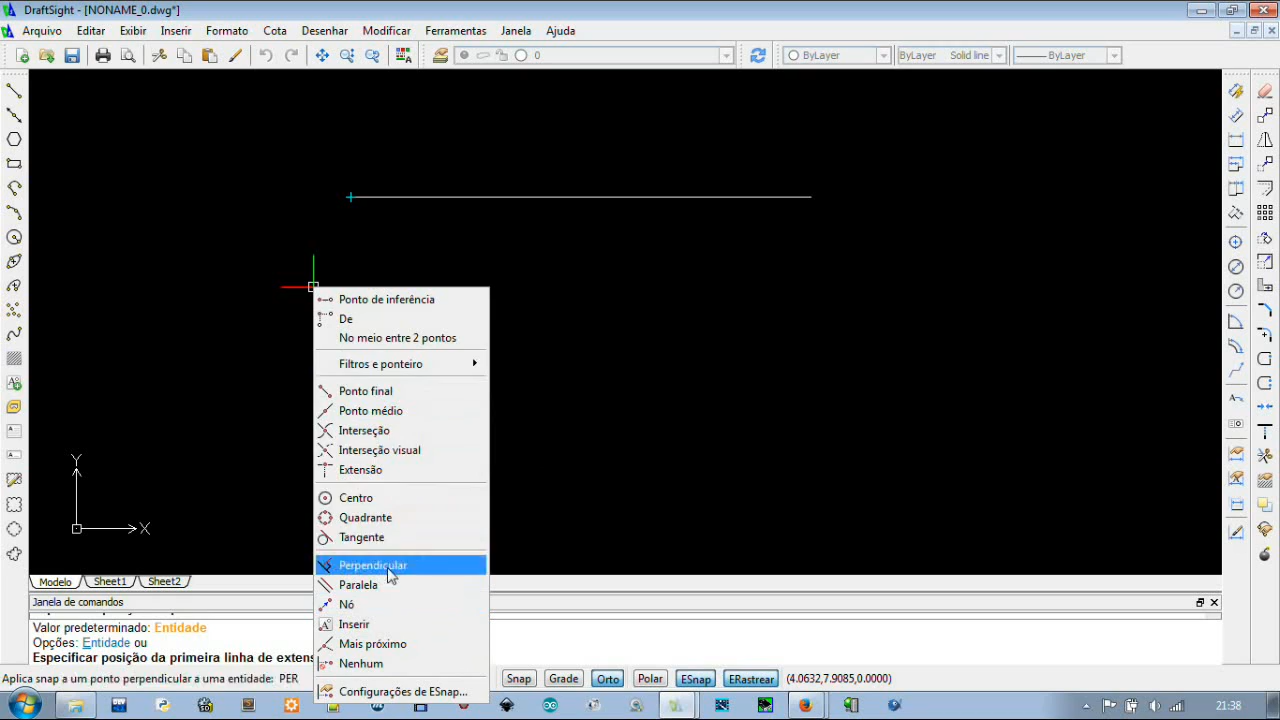 DraftSight - [NONAME_0.dwg*]
Arquivo Editar Exibir Inserir Formato Cota Desenhar Modificar Ferramentas Janela Ajuda
0 ByLayer ByLayer Solid line ByLayer
Ponto de inferência
De
No meio entre 2 pontos
Filtros e ponteiro
Ponto final
Ponto médio
Interseção
Interseção visual
Extensão
Centro
Quadrante
Tangente
Perpendicular
Paralela
Nó
Inserir
Mais próximo
Nenhum
Configurações de ESnap...
Y
X
Modelo Sheet1 Sheet2
Janela de comandos
Valor predeterminado: Entidade
Opções: Entidade ou
Especificar posição da primeira linha de extens
Aplica snap a um ponto perpendicular a uma entidade: PER
Snap Grade Orto Polar ESnap ERastrear (4.0632,7.9085,0.0000)
21:38